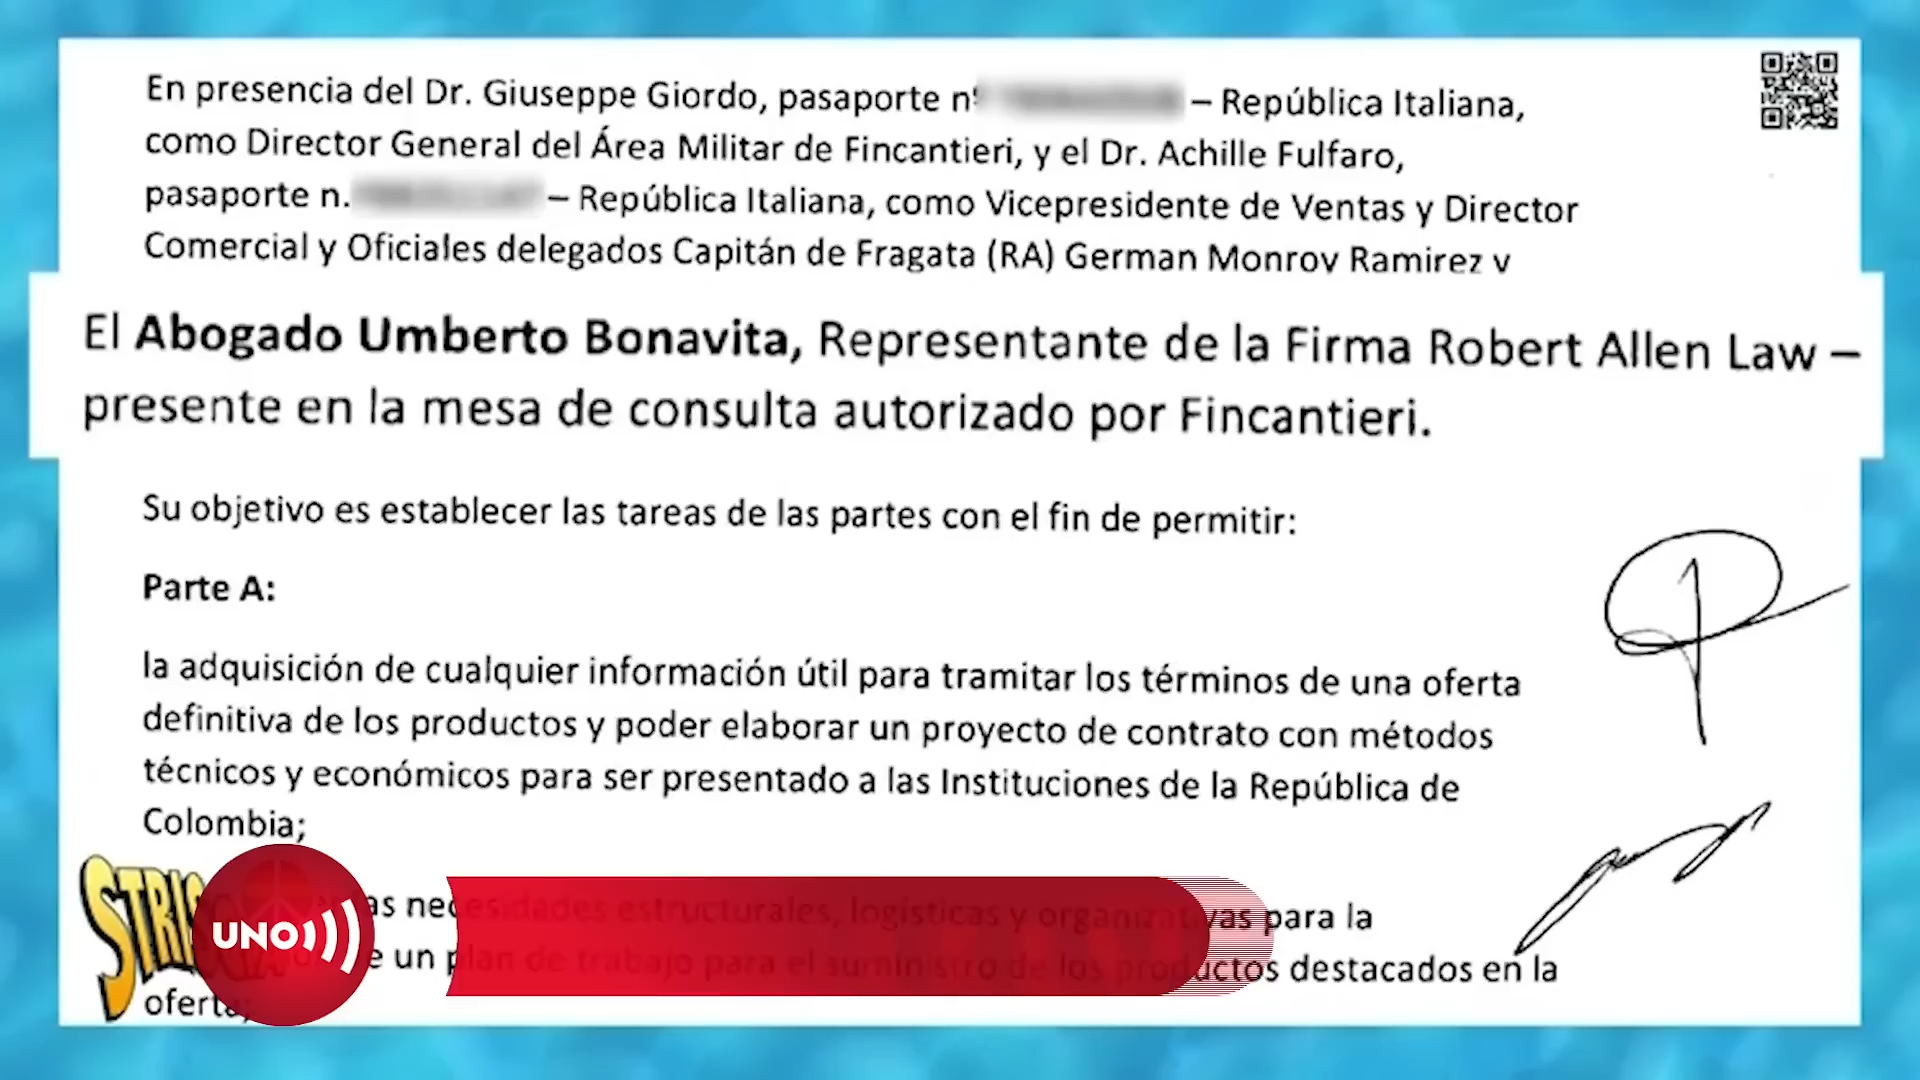 En presencia del Dr. Giuseppe Giordo, pasaporte nº – República Italiana,
como Director General del Área Militar de Fincantieri, y el Dr. Achille Fulfaro,
pasaporte n. – República Italiana, como Vicepresidente de Ventas y Director
Comercial y Oficiales delegados Capitán de Fragata (RA) German Monroy Ramirez y
El Abogado Umberto Bonavita, Representante de la Firma Robert Allen Law –
presente en la mesa de consulta autorizado por Fincantieri.
Su objetivo es establecer las tareas de las partes con el fin de permitir:
Parte A:
la adquisición de cualquier información útil para tramitar los términos de una oferta
definitiva de los productos y poder elaborar un proyecto de contrato con métodos
técnicos y económicos para ser presentado a las Instituciones de la República de
Colombia;
necesidades estructurales, logísticas y organizativas para la
un plan de trabajo para el suministro de los productos destacados en la
oferta;
UNO